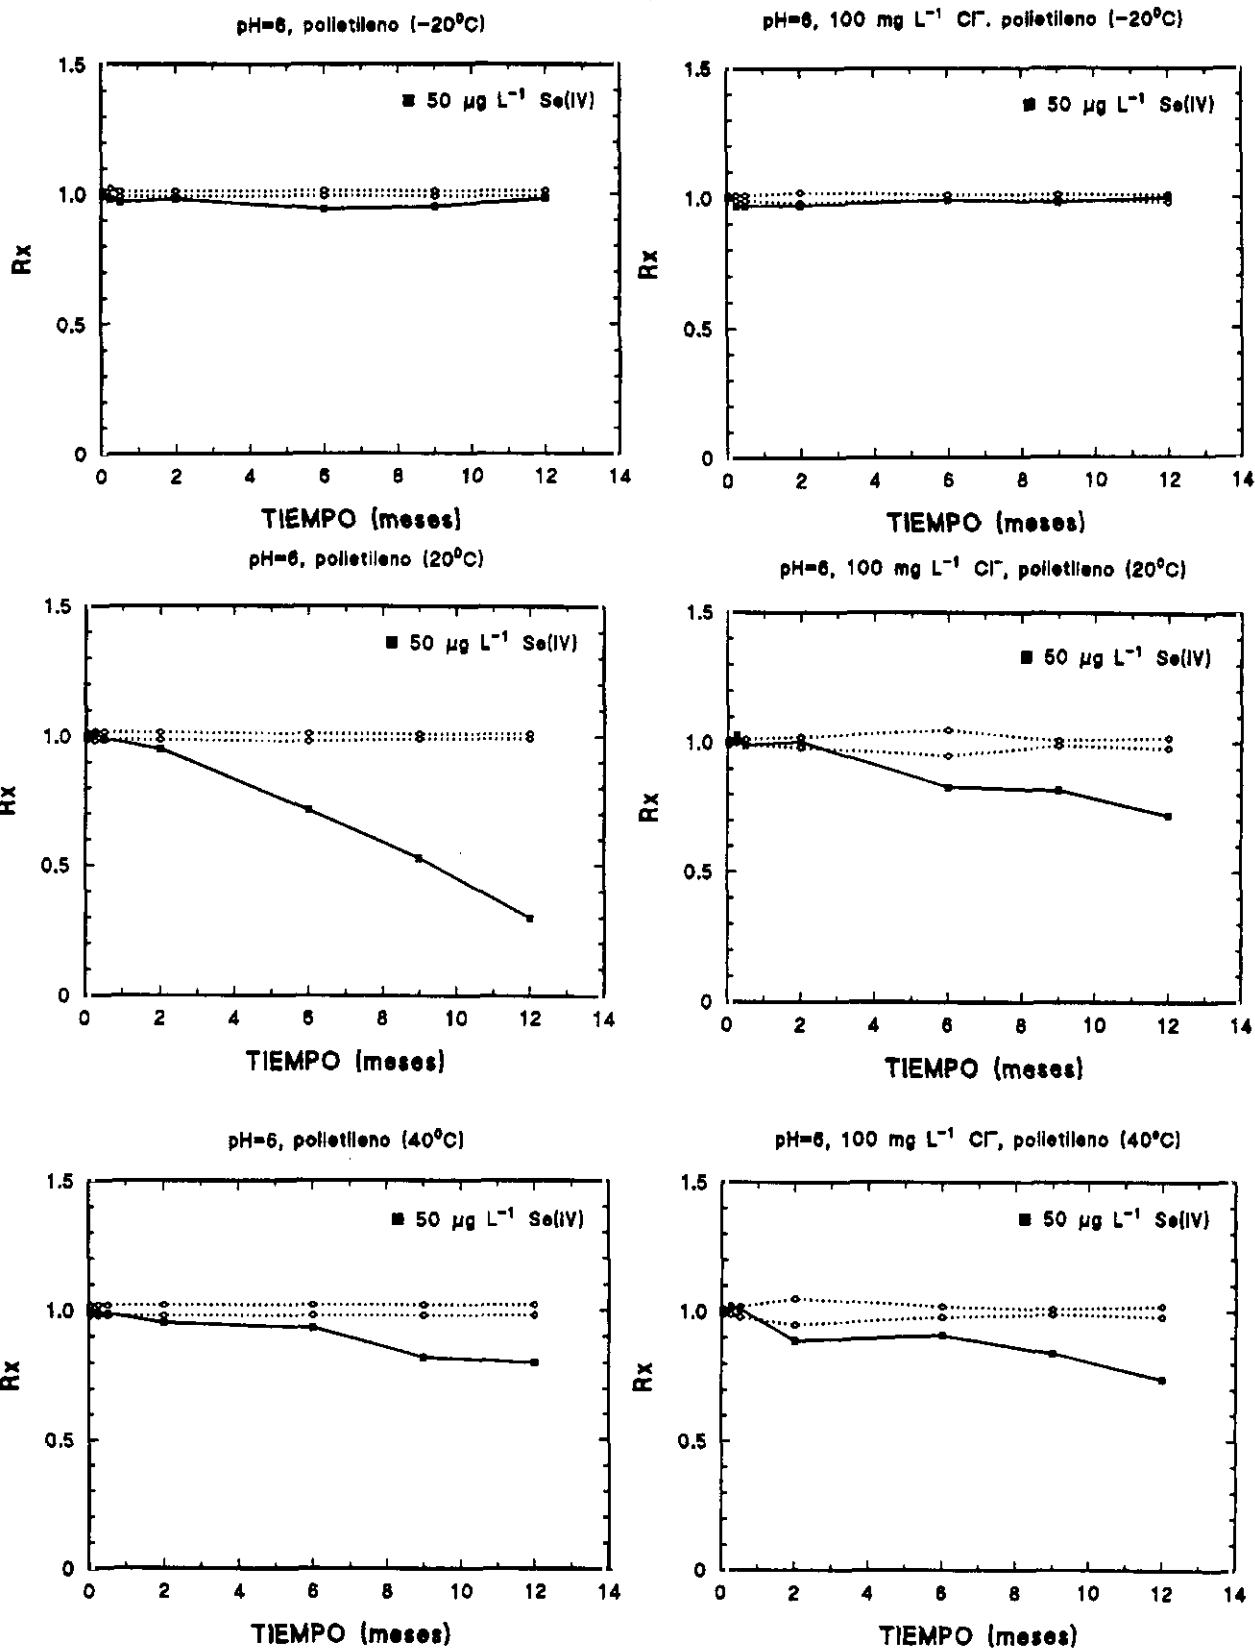 pH=6, polietileno (-20⁰C)
1.5
■ 50 µg L⁻¹ Se(IV)
1.0
Rx
0.5
0
0 2 4 6 8 10 12 14
TIEMPO (meses)
pH=6, 100 mg L⁻¹ Cl⁻. polietileno (-20⁰C)
1.5
■ 50 µg L⁻¹ Se(IV)
1.0
Rx
0.5
0
0 2 4 6 8 10 12 14
TIEMPO (meses)
pH=6, polietileno (20⁰C)
1.5
■ 50 µg L⁻¹ Se(IV)
1.0
Rx
0.5
0
0 2 4 6 8 10 12 14
TIEMPO (meses)
pH=6, 100 mg L⁻¹ Cl⁻, polietileno (20⁰C)
1.5
■ 50 µg L⁻¹ Se(IV)
1.0
Rx
0.5
0
0 2 4 6 8 10 12 14
TIEMPO (meses)
pH=6, polietileno (40⁰C)
1.5
■ 50 µg L⁻¹ Se(IV)
1.0
Rx
0.5
0
0 2 4 6 8 10 12 14
TIEMPO (meses)
pH=6, 100 mg L⁻¹ Cl⁻, polietileno (40°C)
1.5
■ 50 µg L⁻¹ Se(IV)
1.0
Rx
0.5
0
0 2 4 6 8 10 12 14
TIEMPO (meses)